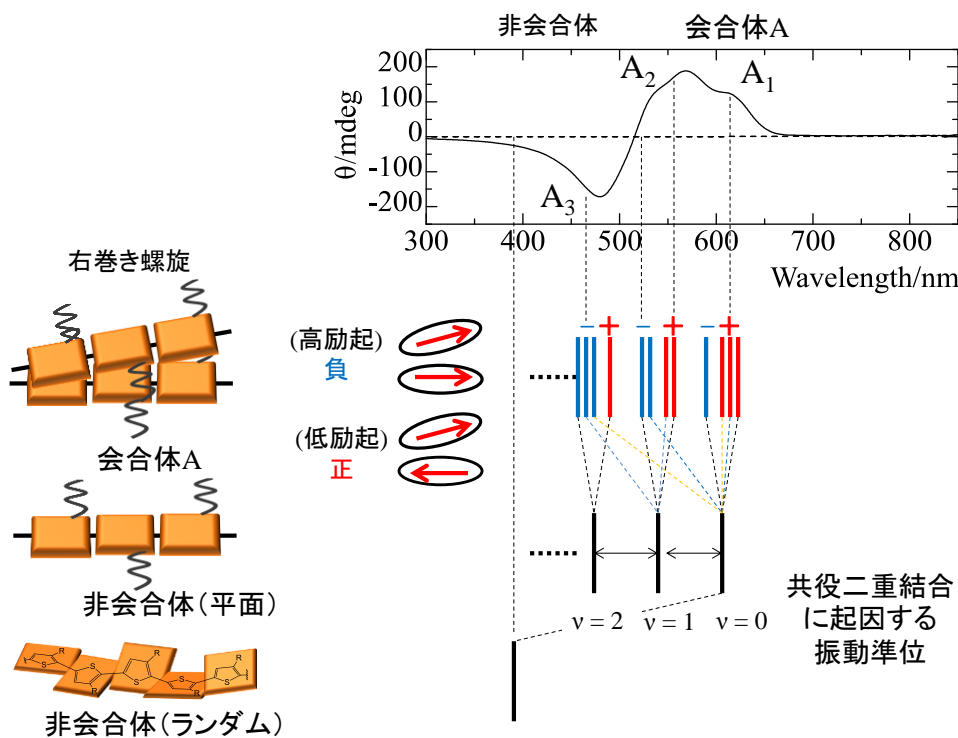 非会合体
会合体A
200
100
0
-100
-200
θ/mdeg
A2
A1
A3
300
400
500
600
700
800
Wavelength/nm
右巻き螺旋
会合体A
非会合体(平面)
R
S
S
R
R
S
S
R
S
非会合体(ランダム)
(高励起)
負
(低励起)
正
− + − + − +
ν = 2
ν = 1
ν = 0
共役二重結合
に起因する
振動準位